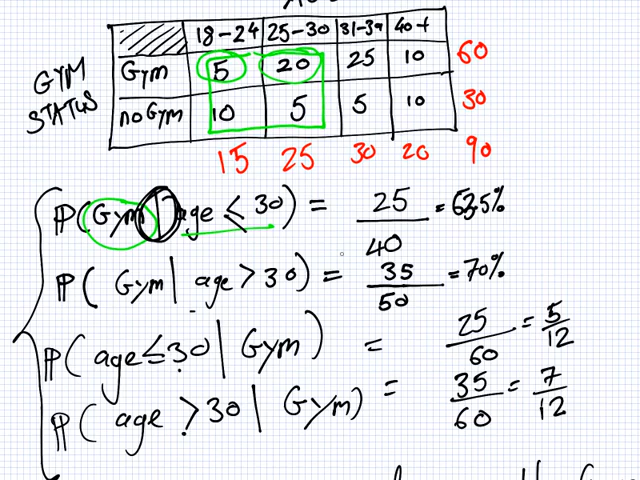 18-24 25-30 31-39 40+
GYM STATUS
Gym 5 20 25 10 60
no Gym 10 5 5 10 30
15 25 30 20 90
P(Gym | age ≤ 30) = 25/40 =
P( Gym | age > 30) = 35/50 = 70%
P( age ≤ 30 | Gym) = 25/60 = 5/12
P( age > 30 | Gym) = 35/60 = 7/12